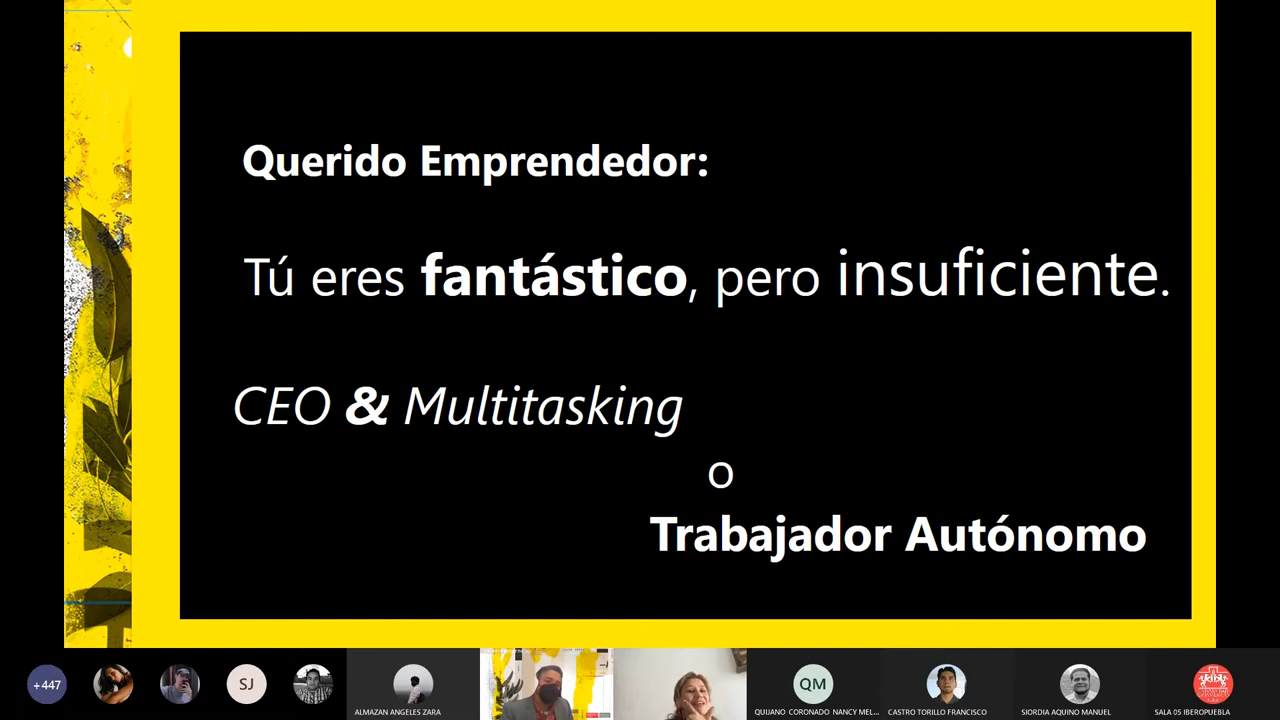 Querido Emprendedor:
Tú eres fantástico, pero insuficiente.
CEO & Multitasking
o
Trabajador Autónomo
+447
SJ
ALMAZAN ANGELES ZARA
QM
QUIJANO CORONADO NANCY MEL...
CASTRO TORILLO FRANCISCO
SIORDIA AQUINO MANUEL
SALA 05 IBEROPUEBLA